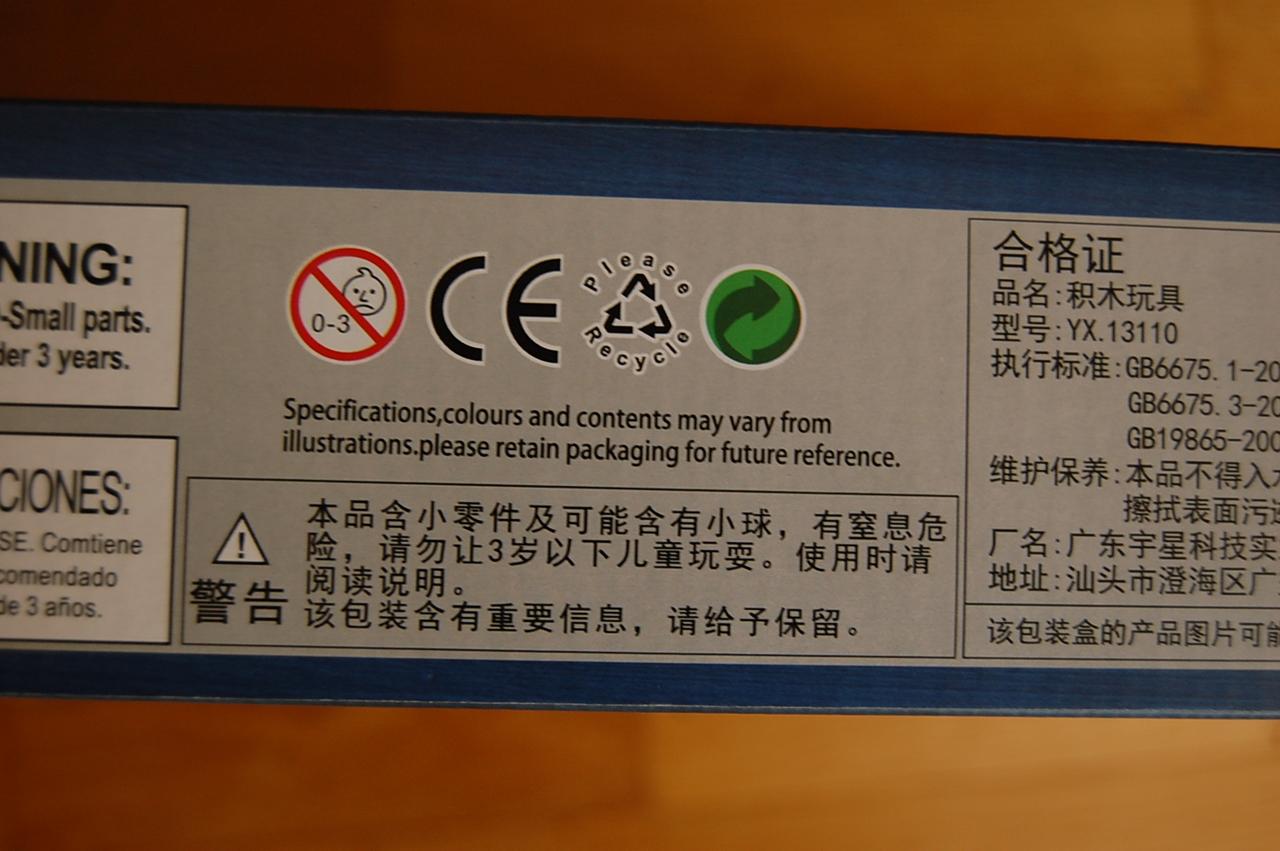 NING:
-Small parts.
der 3 years.
CIONES:
SE. Comtiene
comendado
de 3 años.
0-3
CE
Please
Recycle
Specifications,colours and contents may vary from
illustrations.please retain packaging for future reference.
警告
本品含小零件及可能含有小球，有窒息危
险，请勿让3岁以下儿童玩耍。使用时请
阅读说明。
该包装含有重要信息，请给予保留。
合格证
品名:积木玩具
型号:YX.13110
执行标准:GB6675.1-20
GB6675.3-20
GB19865-200
维护保养:本品不得入水
擦拭表面污
厂名:广东宇星科技实
地址:汕头市澄海区广
该包装盒的产品图片可能